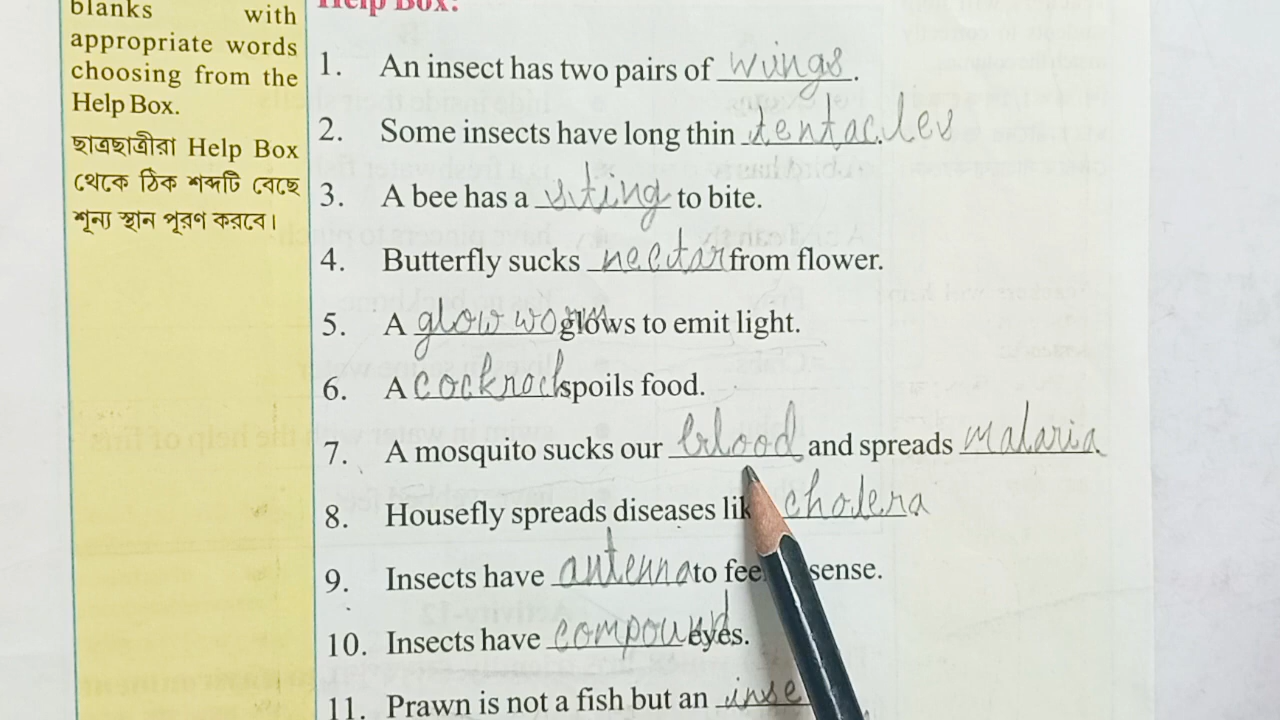 blanks with
appropriate words
choosing from the
Help Box.
ছাত্রছাত্রীরা Help Box
থেকে ঠিক শব্দটি বেছে
শূন্য স্থান পূরণ করবে।
Help Box:
1. An insect has two pairs of wings.
2. Some insects have long thin tentacles.
3. A bee has a sting to bite.
4. Butterfly sucks nectar from flower.
5. A glow worm glows to emit light.
6. A cockroch spoils food.
7. A mosquito sucks our blood and spreads malaria.
8. Housefly spreads diseases lik cholera
9. Insects have antenna to fee sense.
10. Insects have compound eyes.
11. Prawn is not a fish but an inse